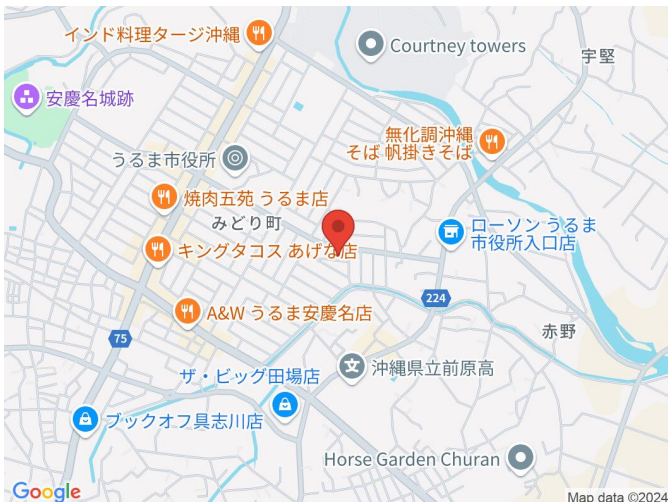 インド料理タージ沖縄
Courtney towers
宇堅
安慶名城跡
無化調沖縄
そば 帆掛きそば
うるま市役所
焼肉五苑 うるま店
みどり町
ローソン うるま
市役所入口店
キングタコス あげな店
224
A&W うるま安慶名店
赤野
75
沖縄県立前原高
ザ・ビッグ田場店
ブックオフ具志川店
Horse Garden Churan
Google
Map data ©2024